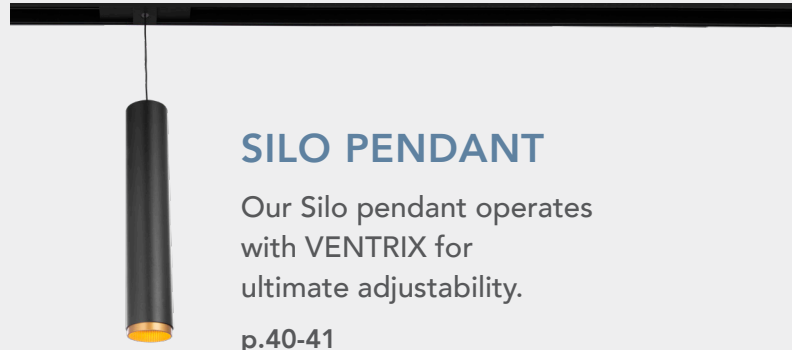 SILO PENDANT
Our Silo pendant operates
with VENTRIX for
ultimate adjustability.
p.40-41